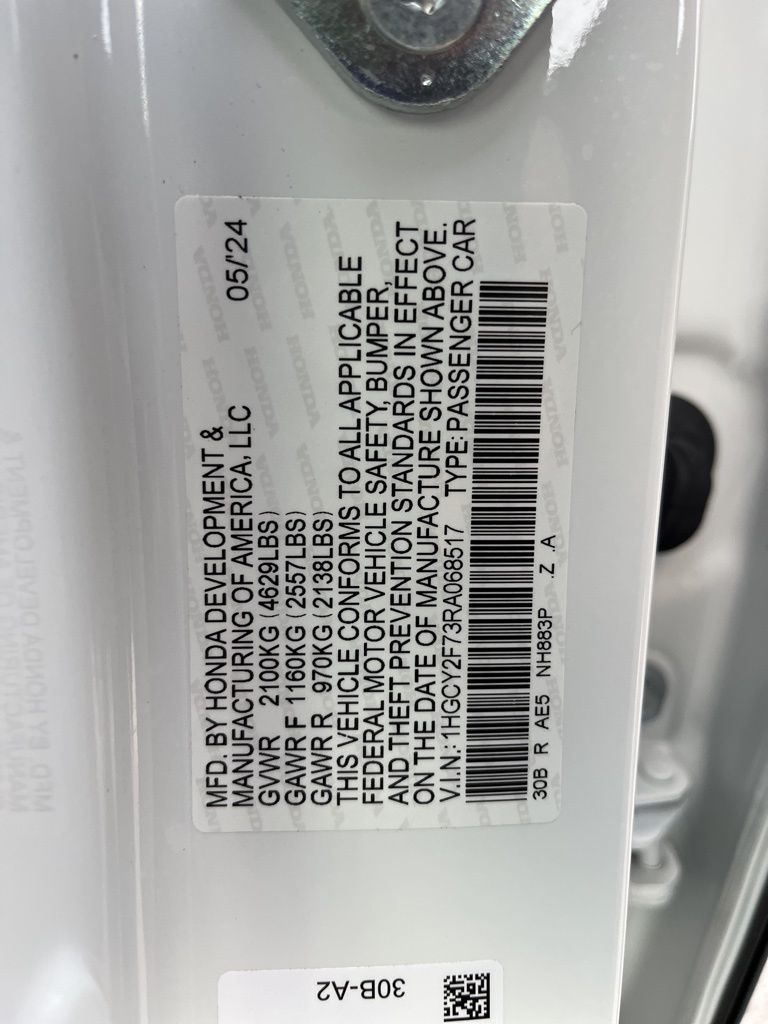 MFD. BY HONDA DEVELOPMENT &
MANUFACTURING OF AMERICA, LLC 05/'24
GVWR 2100KG (4629LBS)
GAWR F 1160KG (2557LBS)
GAWR R 970KG (2138LBS)
THIS VEHICLE CONFORMS TO ALL APPLICABLE
FEDERAL MOTOR VEHICLE SAFETY, BUMPER,
AND THEFT PREVENTION STANDARDS IN EFFECT
ON THE DATE OF MANUFACTURE SHOWN ABOVE.
V.I.N.: 1HGCY2F73RA068517 TYPE: PASSENGER CAR
30B R AE5 NH883P .Z .A
30B-A2